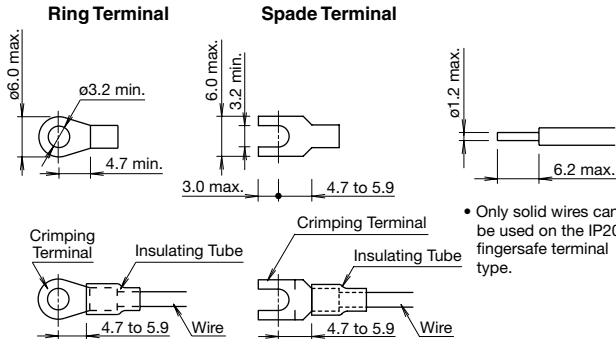 Ring Terminal
ø6.0 max.
ø3.2 min.
4.7 min.
Spade Terminal
6.0 max.
3.2 min.
3.0 max.
4.7 to 5.9
ø1.2 max.
6.2 max.
• Only solid wires can
be used on the IP20
fingersafe terminal
type.
Crimping
Terminal
Insulating Tube
4.7 to 5.9
Wire
Crimping Terminal
Insulating Tube
4.7 to 5.9
Wire